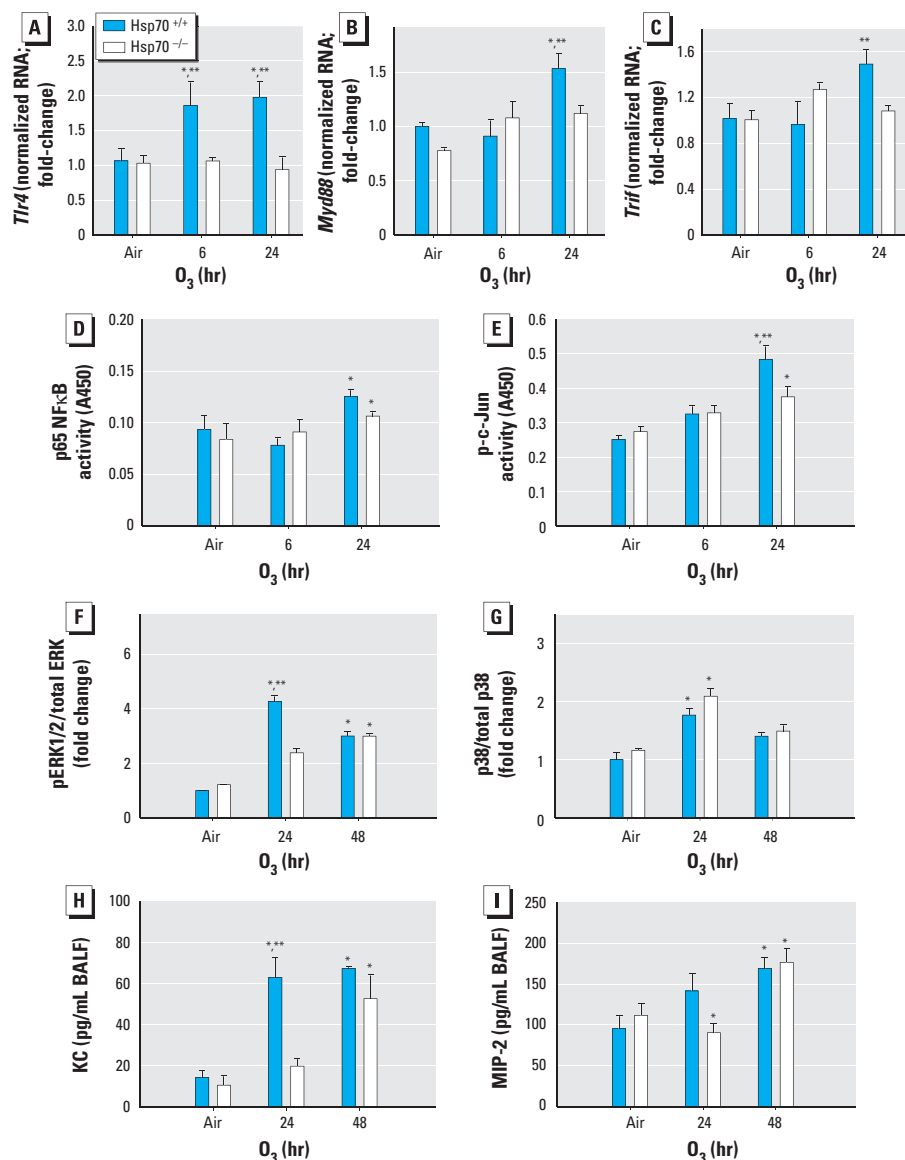 A
Hsp70 +/+
Hsp70 –/–
Tlr4 (normalized RNA;
fold-change)
3.0
2.5
2.0
1.5
1.0
0.5
0.0
*,**
*,**
Air
6
24
O3 (hr)
B
Myd88 (normalized RNA;
fold-change)
1.5
1.0
0.5
0
*,**
Air
6
24
O3 (hr)
C
Trif (normalized RNA;
fold-change)
1.6
1.2
0.8
0.4
0
**
Air
6
24
O3 (hr)
D
p65 NFκB
activity (A450)
0.20
0.15
0.10
0.05
0
*
*
Air
6
24
O3 (hr)
E
p-c-Jun
activity (A450)
0.6
0.5
0.4
0.3
0.2
0.1
0
*,**
*
Air
6
24
O3 (hr)
F
pERK1/2/total ERK
(fold change)
6
4
2
0
*,**
*
*
Air
24
48
O3 (hr)
G
p38/total p38
(fold change)
3
2
1
0
*
*
Air
24
48
O3 (hr)
H
KC (pg/mL BALF)
100
80
60
40
20
0
*,**
*
*
Air
24
48
O3 (hr)
I
MIP-2 (pg/mL BALF)
250
200
150
100
50
0
*
*
*
Air
24
48
O3 (hr)